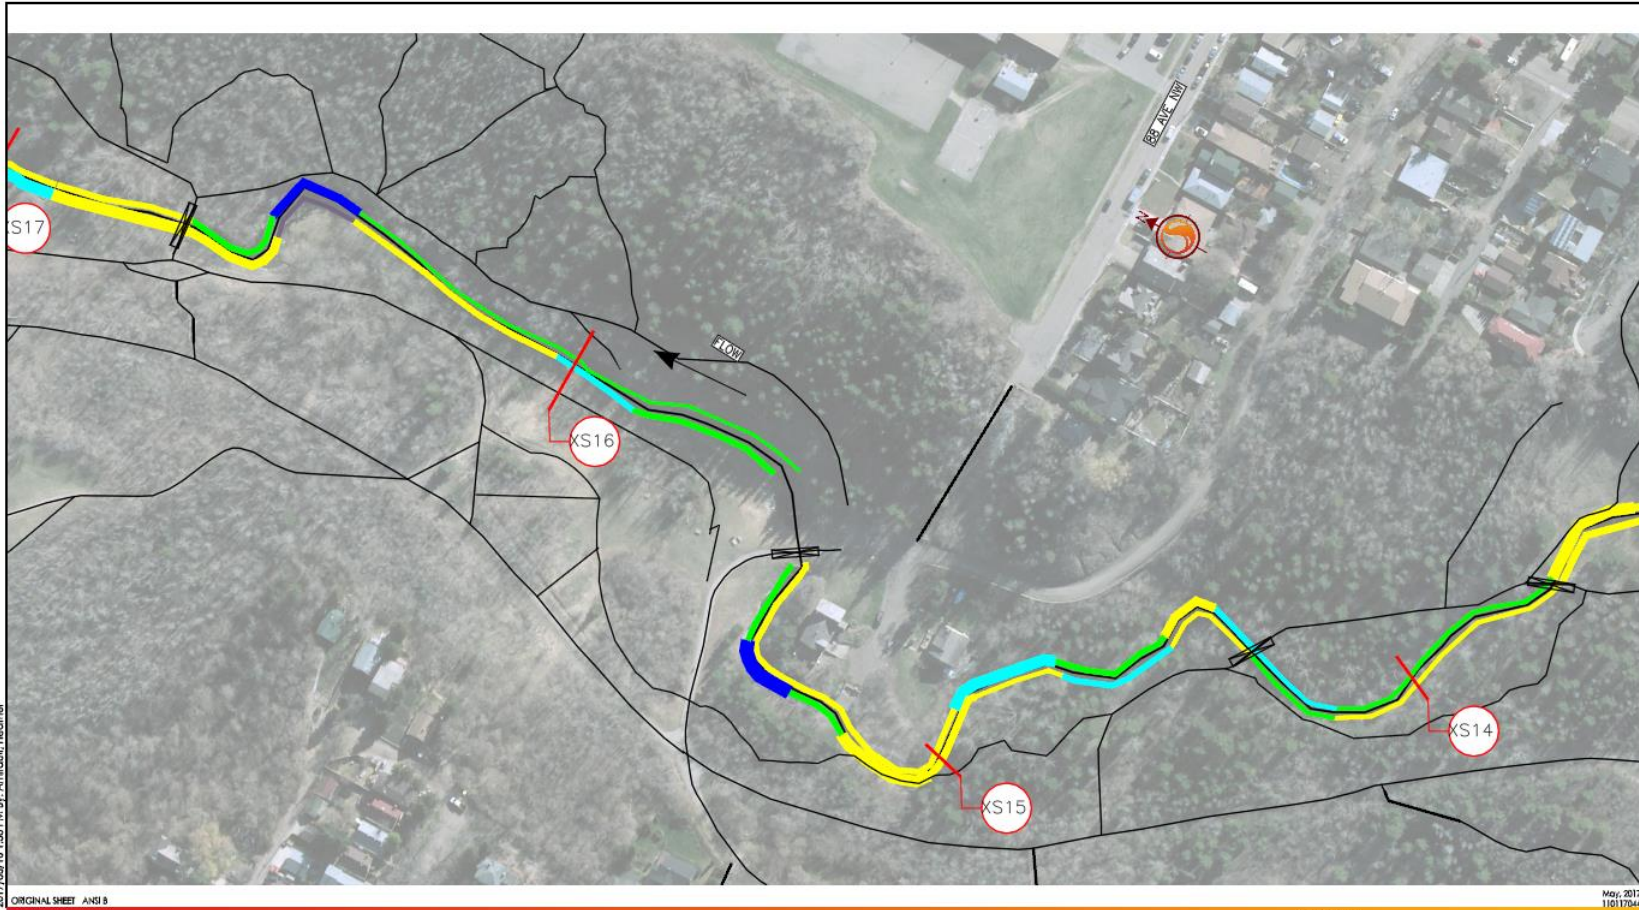 88 AVE NW
N
XS17
FLOW
XS16
XS14
XS15
ORIGINAL SHEET ANSI B
May, 2017